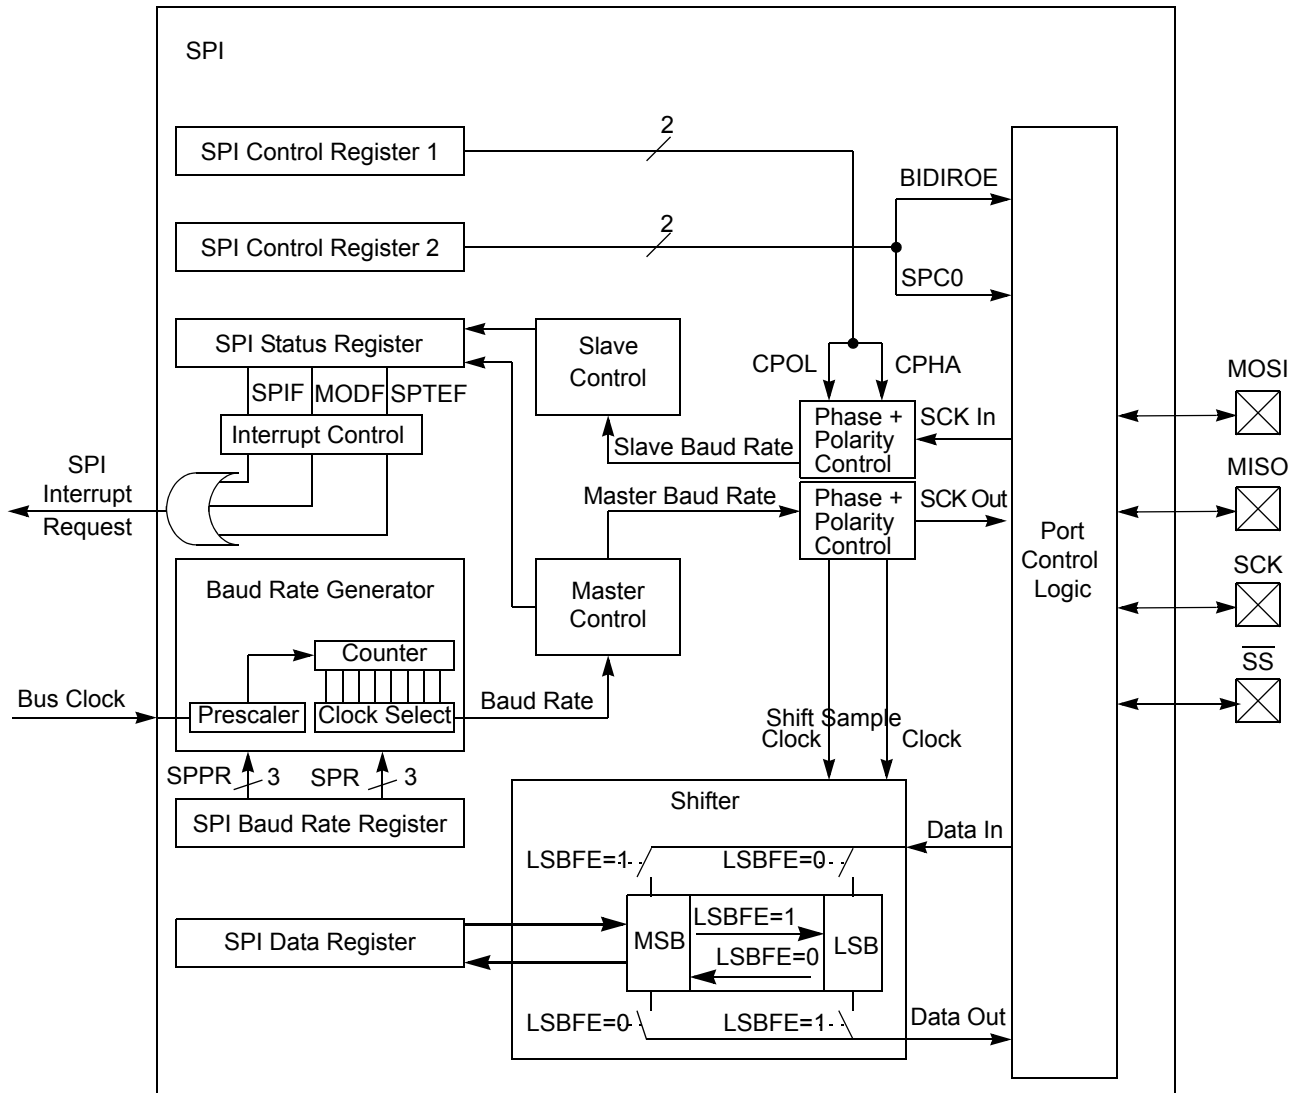 SPI
SPI Control Register 1
2
BIDIROE
SPI Control Register 2
2
SPC0
SPI Status Register
Slave
Control
CPOL
CPHA
SPIF
MODF
SPTEF
Interrupt Control
Phase +
Polarity
Control
SCK In
Slave Baud Rate
SPI
Interrupt
Request
Master Baud Rate
Phase +
Polarity
Control
SCK Out
Port
Control
Logic
MOSI
MISO
SCK
SS
Baud Rate Generator
Master
Control
Counter
Bus Clock
Prescaler
Clock Select
Baud Rate
Shift
Clock
Sample
Clock
SPPR
3
SPR
3
SPI Baud Rate Register
Shifter
Data In
LSBFE=1
LSBFE=0
SPI Data Register
MSB
LSBFE=1
LSBFE=0
LSB
LSBFE=0
LSBFE=1
Data Out